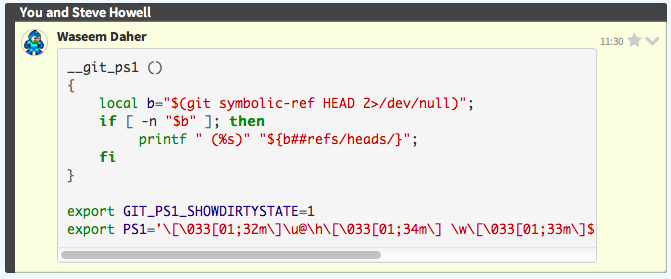 You and Steve Howell
Waseem Daher
11:30
__git_ps1 ()
{
    local b="$(git symbolic-ref HEAD 2>/dev/null)";
    if [ -n "$b" ]; then
        printf " (%s)" "${b##refs/heads/}";
    fi
}

export GIT_PS1_SHOWDIRTYSTATE=1
export PS1='\[\033[01;32m\]\u@\h\[\033[01;34m\] \w\[\033[01;33m\]$